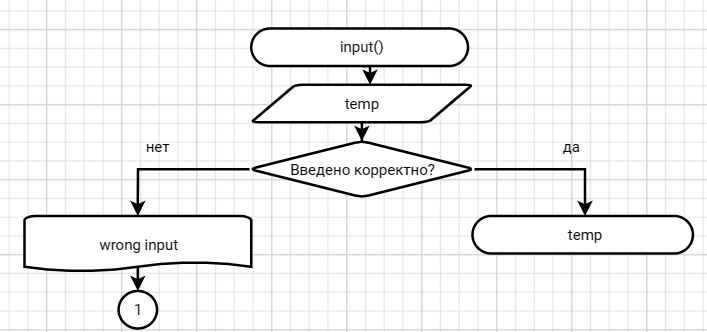 input()
temp
нет
да
Введено корректно?
wrong input
temp
1